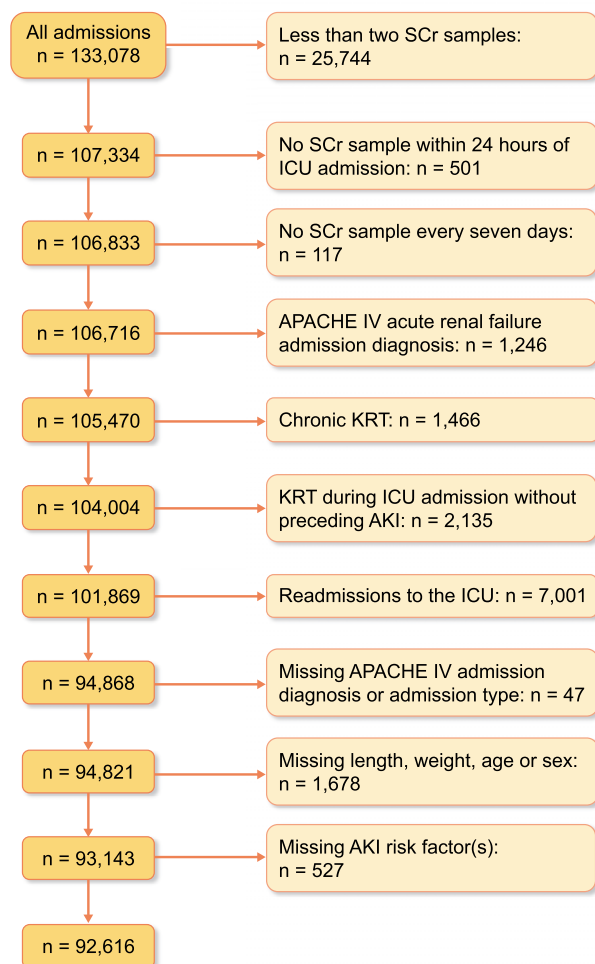 All admissions
n = 133,078
Less than two SCr samples:
n = 25,744
n = 107,334
No SCr sample within 24 hours of
ICU admission: n = 501
n = 106,833
No SCr sample every seven days:
n = 117
n = 106,716
APACHE IV acute renal failure
admission diagnosis: n = 1,246
n = 105,470
Chronic KRT: n = 1,466
n = 104,004
KRT during ICU admission without
preceding AKI: n = 2,135
n = 101,869
Readmissions to the ICU: n = 7,001
n = 94,868
Missing APACHE IV admission
diagnosis or admission type: n = 47
n = 94,821
Missing length, weight, age or sex:
n = 1,678
n = 93,143
Missing AKI risk factor(s):
n = 527
n = 92,616